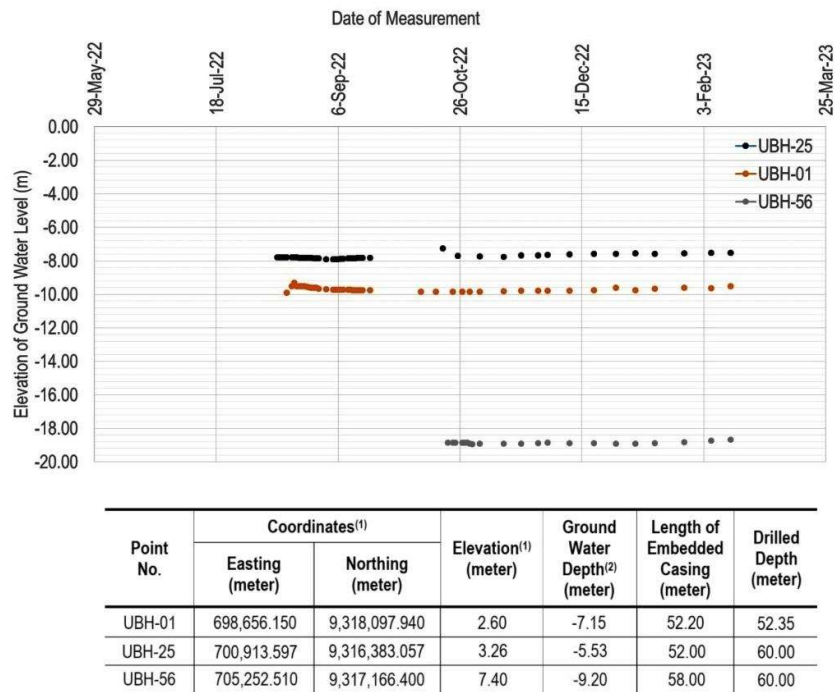 Date of Measurement
29-May-22 18-Jul-22 6-Sep-22 26-Oct-22 15-Dec-22 3-Feb-23 25-Mar-23
Elevation of Ground Water Level (m)
0.00
-2.00
-4.00
-6.00
-8.00
-10.00
-12.00
-14.00
-16.00
-18.00
-20.00
UBH-25
UBH-01
UBH-56
Point No. Coordinates(1) Easting (meter) Northing (meter) Elevation(1) (meter) Ground Water Depth(2) (meter) Length of Embedded Casing (meter) Drilled Depth (meter)
UBH-01 698,656.150 9,318,097.940 2.60 -7.15 52.20 52.35
UBH-25 700,913.597 9,316,383.057 3.26 -5.53 52.00 60.00
UBH-56 705,252.510 9,317,166.400 7.40 -9.20 58.00 60.00